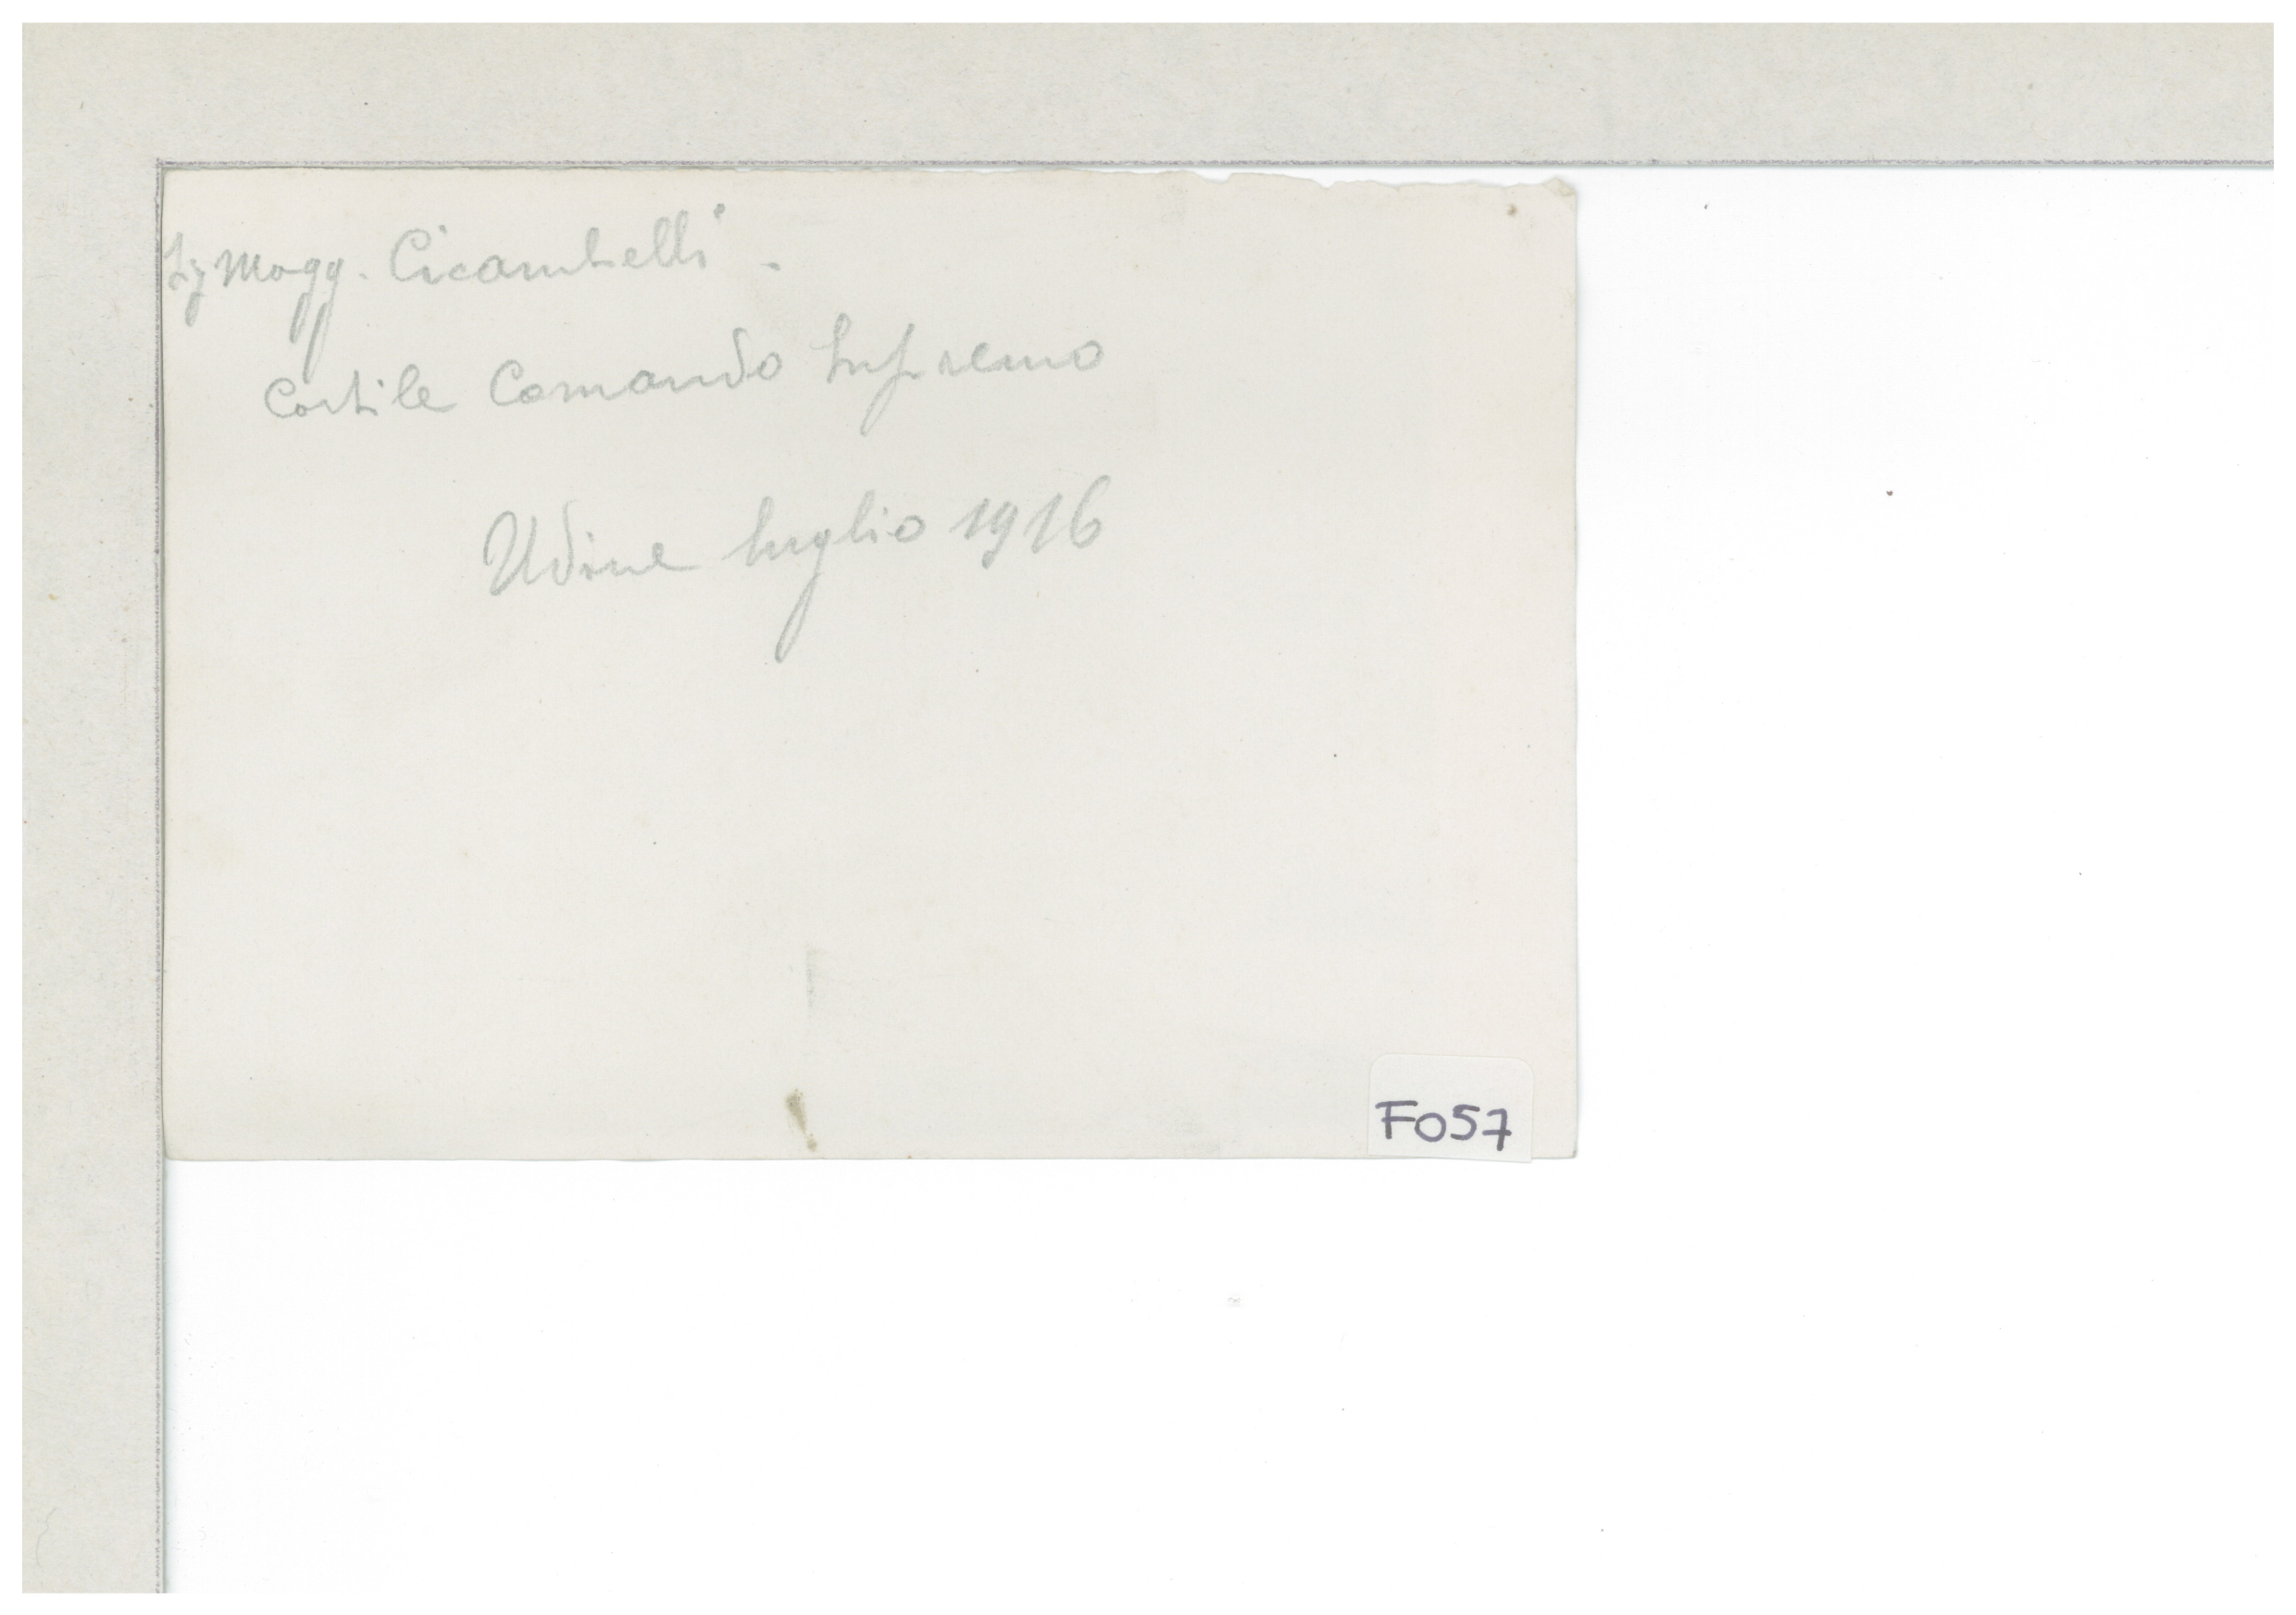 Magg. Cicambelli.
Cortile Comando Supremo
Udine luglio 1916
F057